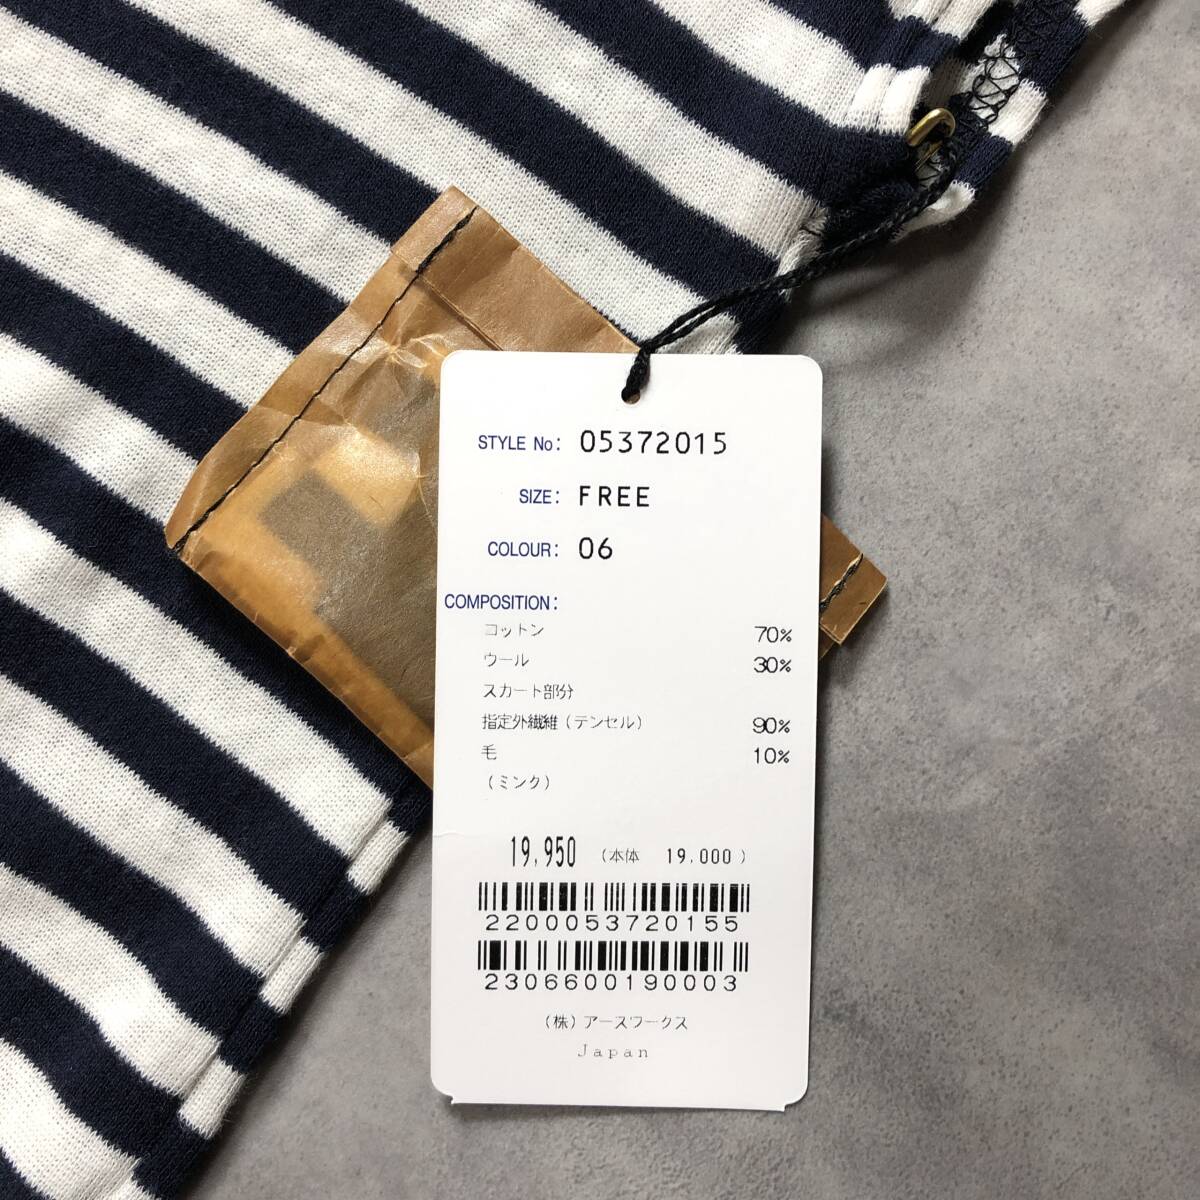 STYLE No: 05372015
SIZE: FREE
COLOUR: 06
COMPOSITION:
コットン 70%
ウール 30%
スカート部分
指定外繊維(テンセル) 90%
毛 10%
(ミンク)
19,950 (本体 19.000)
2200053720155
2306600190003
(株)アースワークス
Japan